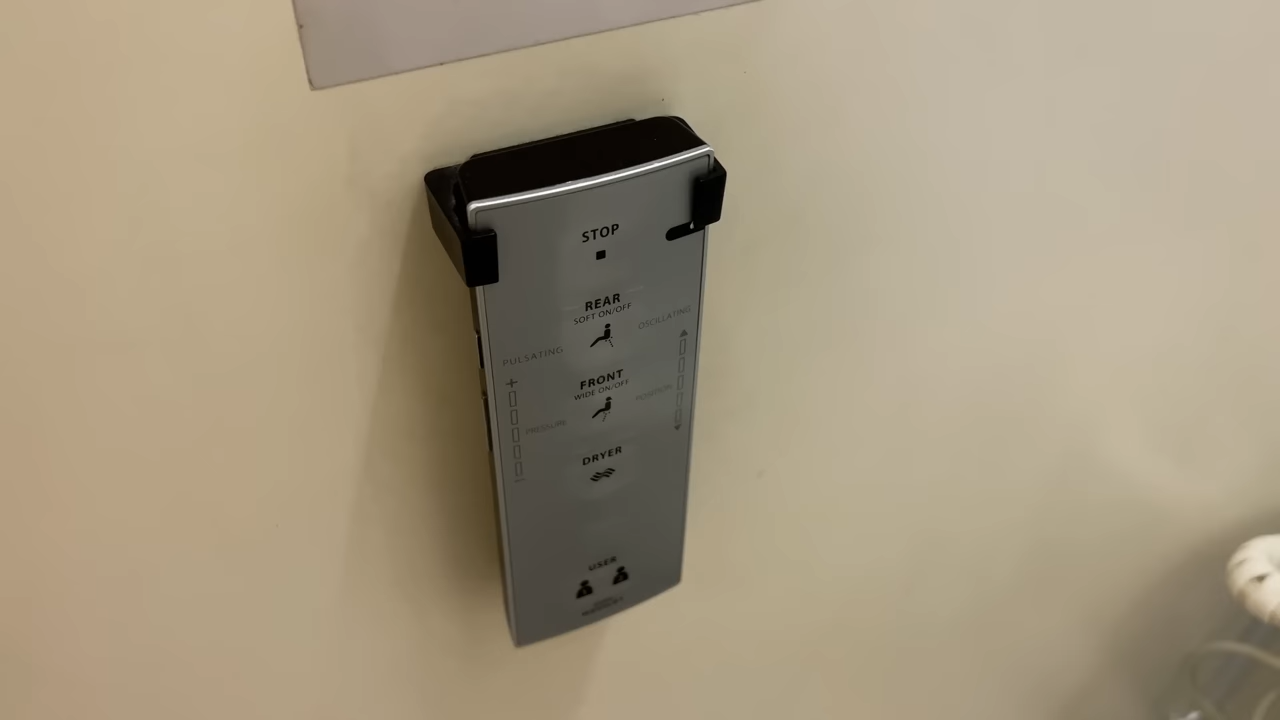 STOP
REAR
SOFT ON/OFF
OSCILLATING
PULSATING
FRONT
WIDE ON/OFF
POSITION
PRESSURE
DRYER
USER